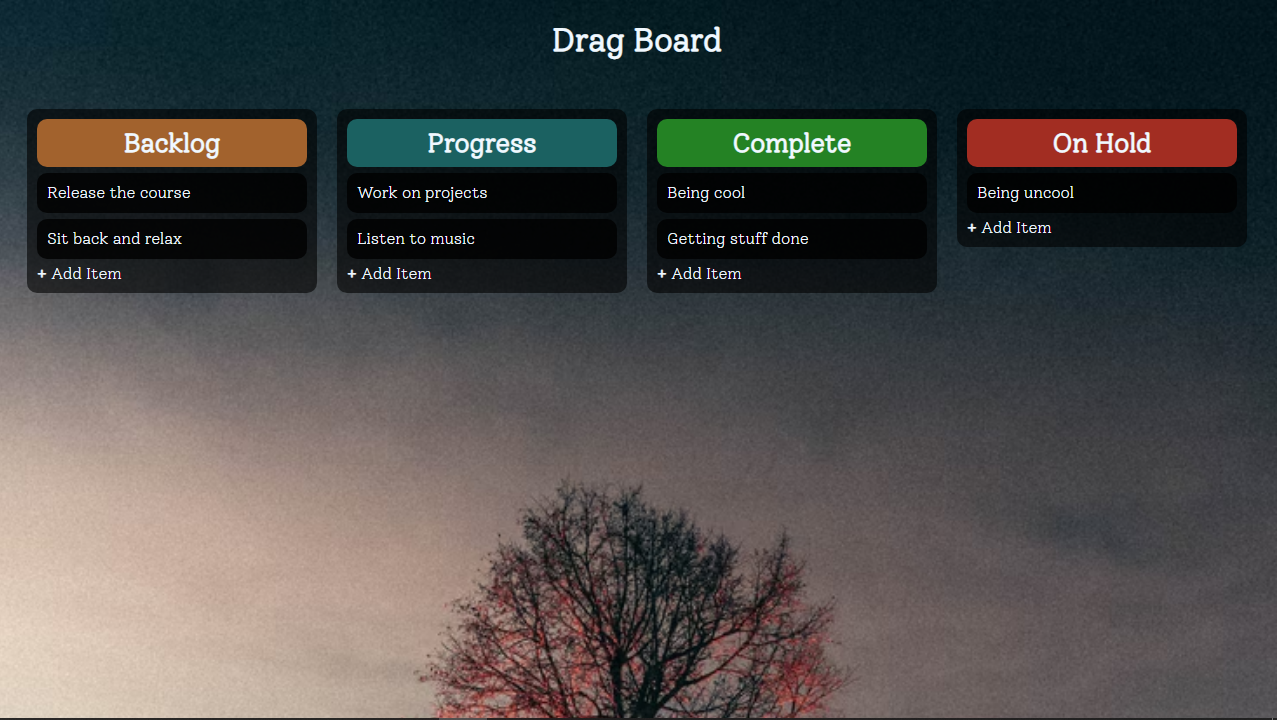 Drag Board
Backlog
Release the course
Sit back and relax
+ Add Item
Progress
Work on projects
Listen to music
+ Add Item
Complete
Being cool
Getting stuff done
+ Add Item
On Hold
Being uncool
+ Add Item